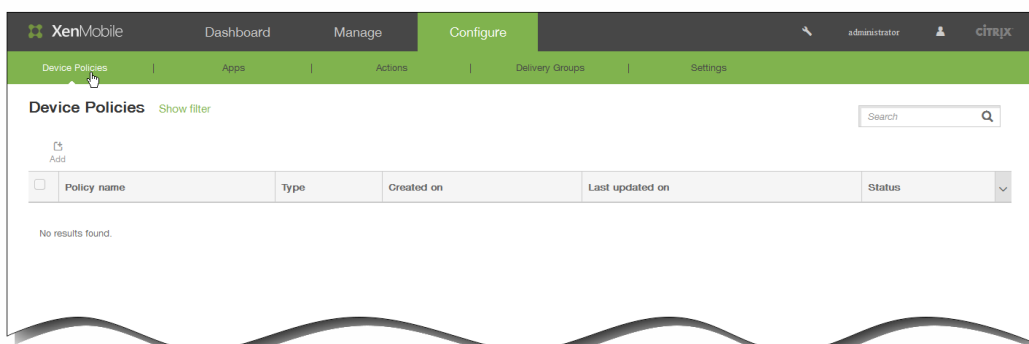 XenMobile Dashboard Manage Configure administrator CITRIX
Device Policies | Apps | Actions | Delivery Groups | Settings
Device Policies Show filter
Search
Add
Policy name Type Created on Last updated on Status
No results found.